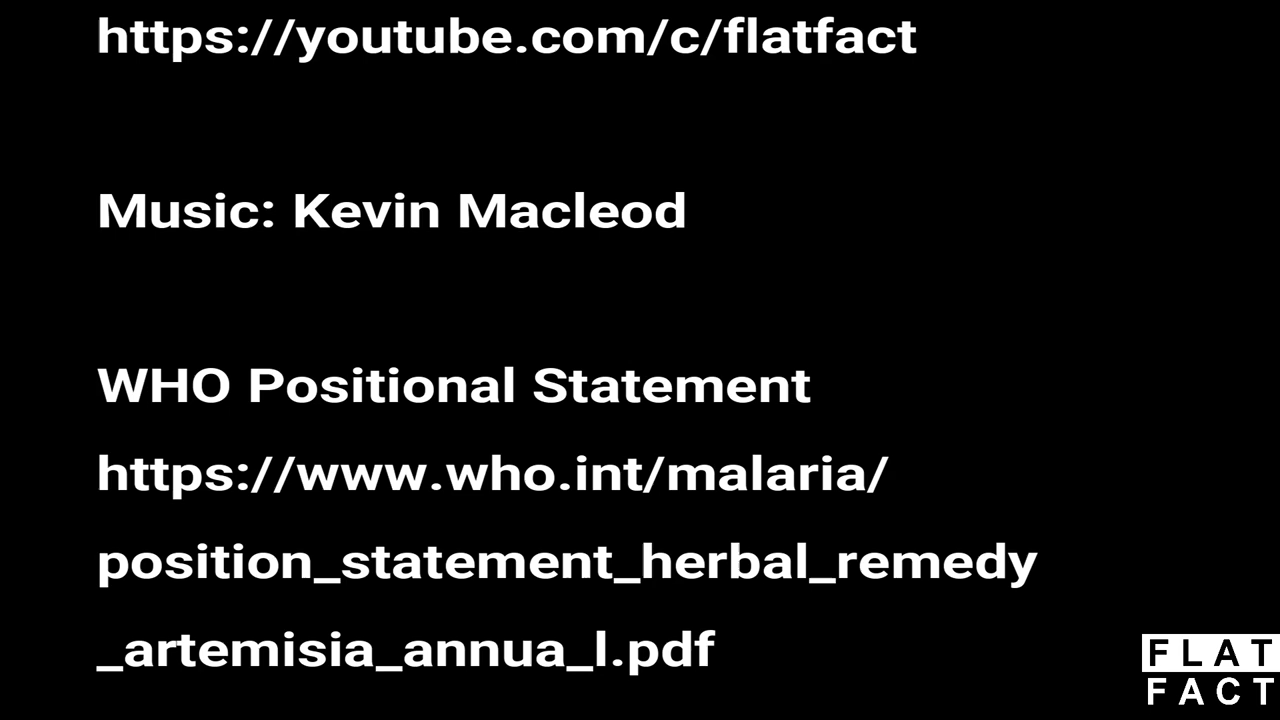 https://youtube.com/c/flatfact
Music: Kevin Macleod
WHO Positional Statement
https://www.who.int/malaria/
position_statement_herbal_remedy
_artemisia_annua_l.pdf
FLAT
FACT